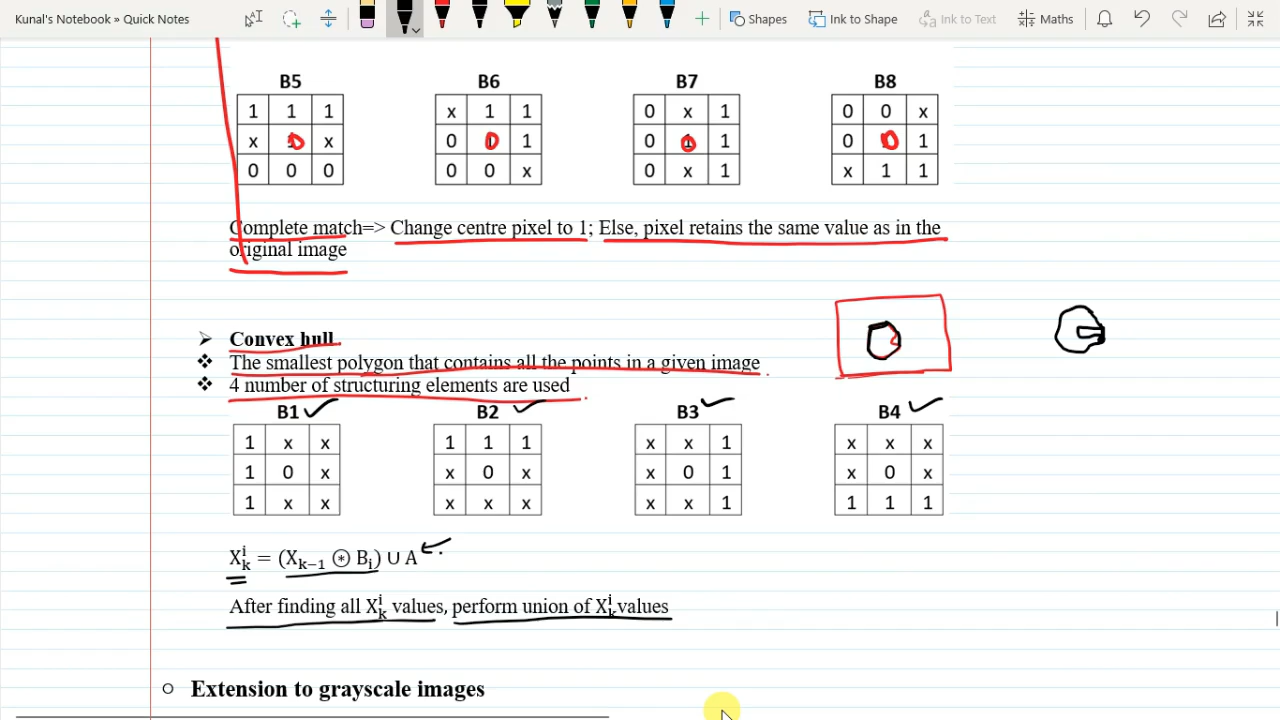 Kunal's Notebook » Quick Notes
Shapes Ink to Shape Ink to Text Maths
B5 B6 B7 B8
1 1 1 x 1 1 0 x 1 0 0 x
x 0 x 0 0 1 0 0 1 0 0 1
0 0 0 0 0 x 0 x 1 x 1 1
Complete match=> Change centre pixel to 1; Else, pixel retains the same value as in the
original image
➢ Convex hull
❖ The smallest polygon that contains all the points in a given image
❖ 4 number of structuring elements are used
B1 B2 B3 B4
1 x x 1 1 1 x x 1 x x x
1 0 x x 0 x x 0 1 x 0 x
1 x x x x x x x 1 1 1 1
Xᵢₖ = (Xₖ₋₁ ⊛ Bᵢ) ∪ A
After finding all Xᵢₖ values, perform union of Xᵢₖ values
○ Extension to grayscale images